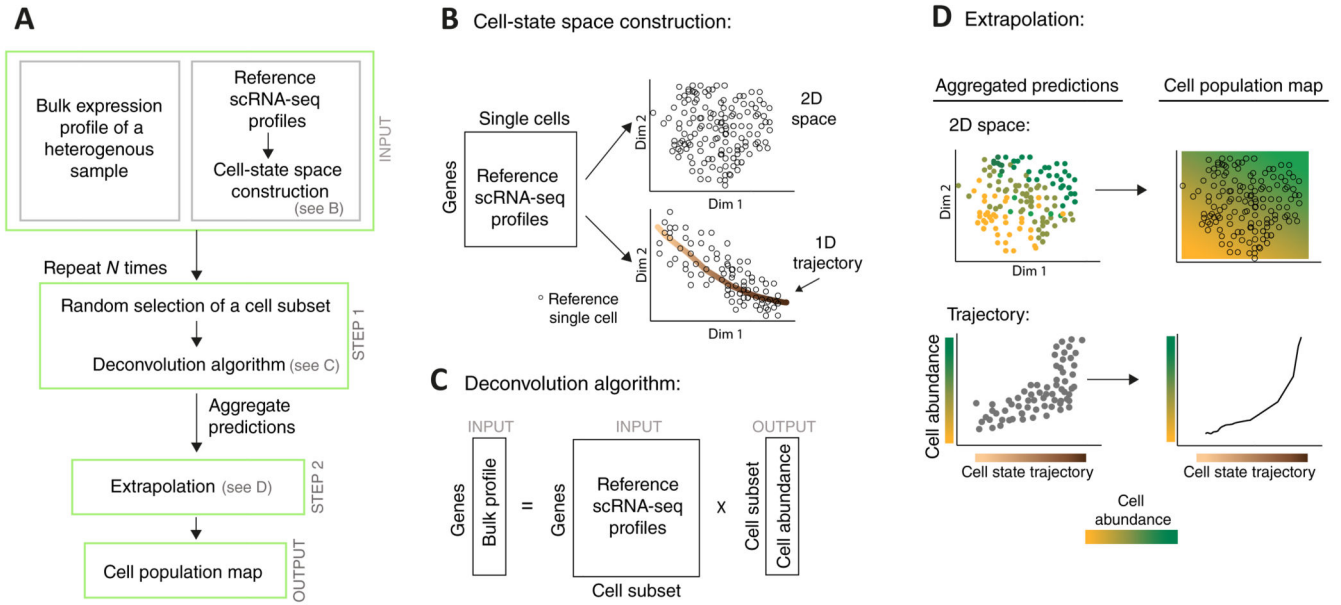 A
Bulk expression
profile of a
heterogenous
sample
Reference
scRNA-seq
profiles
Cell-state space
construction
(see B)
INPUT
Repeat N times
Random selection of a cell subset
Deconvolution algorithm (see C)
STEP 1
Aggregate
predictions
Extrapolation (see D)
STEP 2
Cell population map
OUTPUT
B Cell-state space construction:
Single cells
Genes
Reference
scRNA-seq
profiles
Dim 2
2D
space
Dim 1
Dim 2
1D
trajectory
Reference
single cell
Dim 1
C Deconvolution algorithm:
INPUT
Genes
Bulk profile
=
INPUT
Genes
Reference
scRNA-seq
profiles
Cell subset
x
OUTPUT
Cell subset
Cell abundance
D Extrapolation:
Aggregated predictions
Cell population map
2D space:
Dim 2
Dim 1
Trajectory:
Cell abundance
Cell state trajectory
Cell state trajectory
Cell
abundance